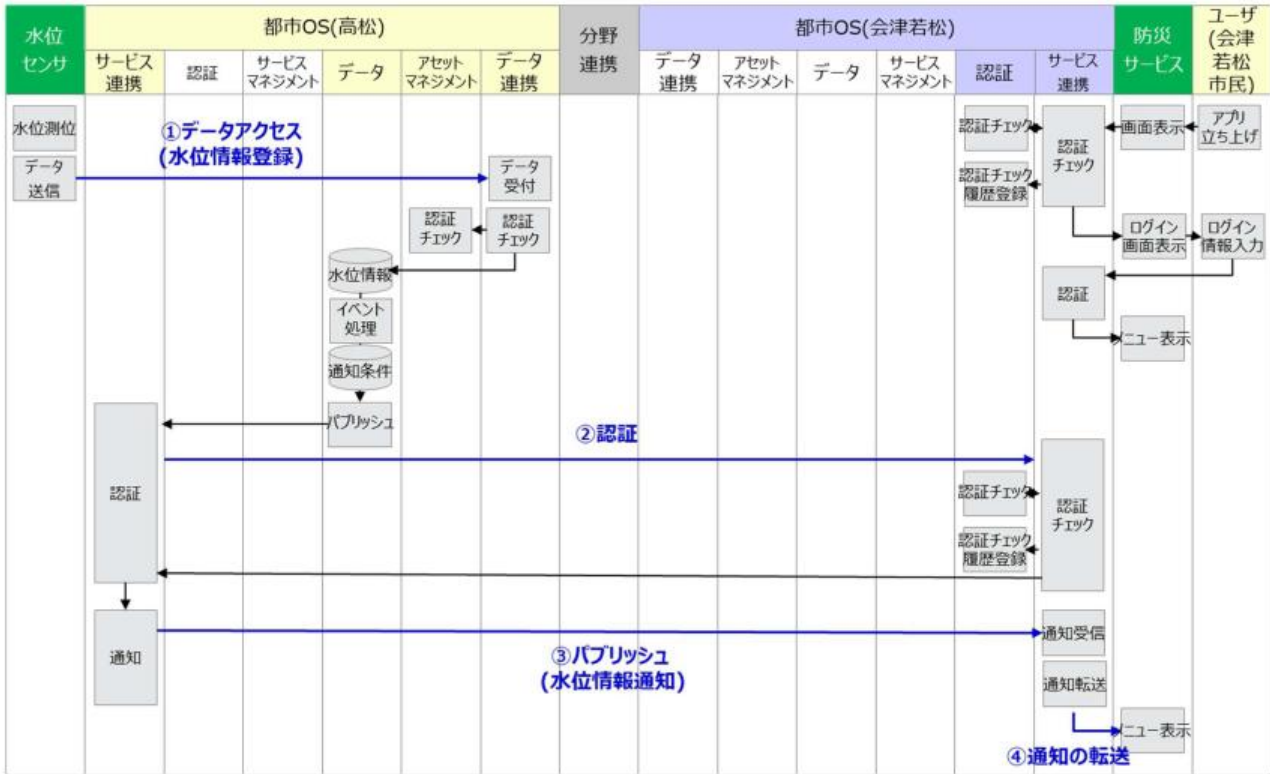 水位
センサ
都市OS(高松)
分野
連携
都市OS(会津若松)
防災
サービス
ユーザ
(会津
若松
市民)
サービス
連携
認証
サービス
マネジメント
データ
アセット
マネジメント
データ
連携
データ
連携
アセット
マネジメント
データ
サービス
マネジメント
認証
サービス
連携
水位測位
①データアクセス
(水位情報登録)
認証チェック
認証
チェック
画面表示
アプリ
立ち上げ
データ
送信
データ
受付
認証チェック
履歴登録
認証
チェック
認証
チェック
ログイン
画面表示
ログイン
情報入力
水位情報
認証
イベント
処理
メニュー表示
通知条件
パブリッシュ
②認証
認証
認証チェック
認証
チェック
認証チェック
履歴登録
通知
通知受信
③パブリッシュ
(水位情報通知)
通知転送
メニュー表示
④通知の転送